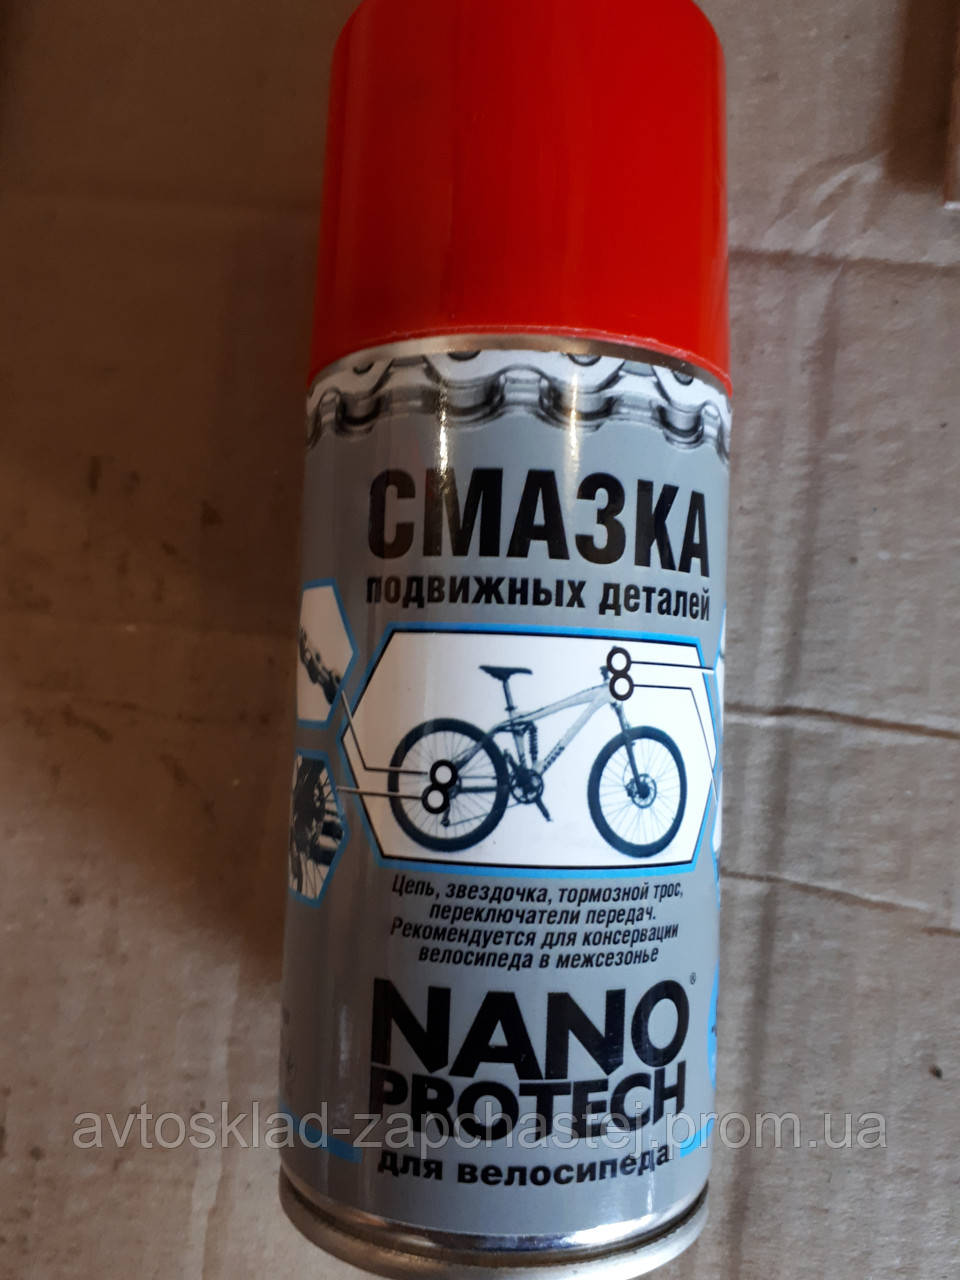 СМАЗКА
подвижных деталей
Цепь, звездочка, тормозной трос,
переключатели передач.
Рекомендуется для консервации
велосипеда в межсезонье
NANO®
PROTECH
avtosklad-zapchastej.prom.ua
для велосипеда